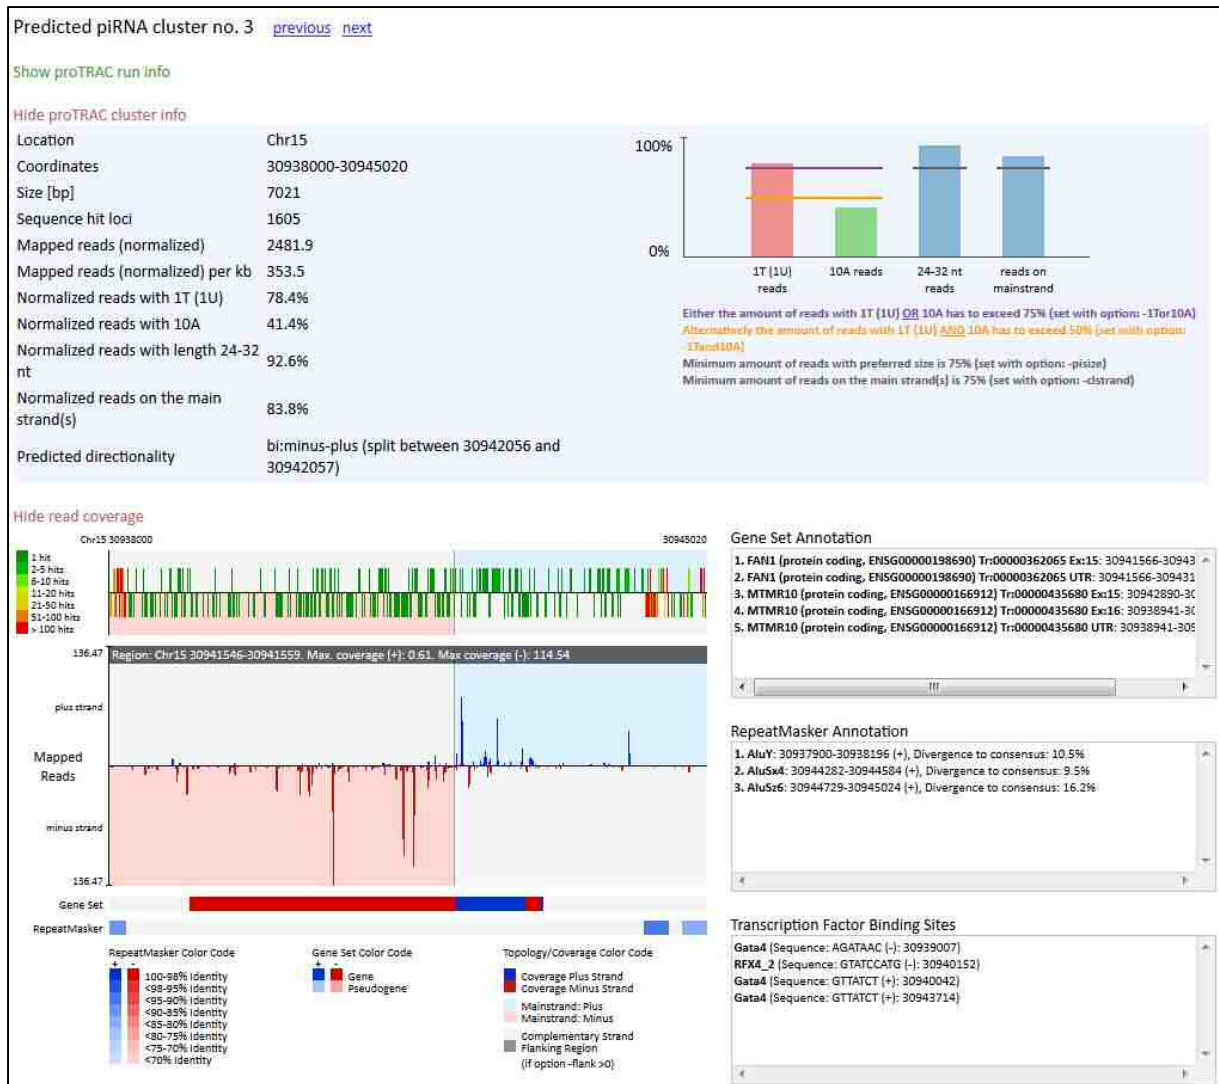 Predicted piRNA cluster no. 3 previous next
Show proTRAC run info
Hide proTRAC cluster info
Location Chr15
Coordinates 30938000-30945020
Size [bp] 7021
Sequence hit loci 1605
Mapped reads (normalized) 2481.9
Mapped reads (normalized) per kb 353.5
Normalized reads with 1T (1U) 78.4%
Normalized reads with 10A 41.4%
Normalized reads with length 24-32
nt
92.6%
Normalized reads on the main
strand(s)
83.8%
Predicted directionality
bi:minus-plus (split between 30942056 and
30942057)
100%
0%
1T (1U)
reads
10A reads
24-32 nt
reads
reads on
mainstrand
Either the amount of reads with 1T (1U) OR 10A has to exceed 75% (set with option: -1Tor10A)
Alternatively the amount of reads with 1T (1U) AND 10A has to exceed 50% (set with option:
-1Tand10A)
Minimum amount of reads with preferred size is 75% (set with option: -pisize)
Minimum amount of reads on the main strand(s) is 75% (set with option: -clstrand)
Hide read coverage
Chr15 30938000 30945020
1 hit
2-5 hits
6-10 hits
11-20 hits
21-50 hits
51-100 hits
> 100 hits
136.47
Region: Chr15 30941546-30941559. Max. coverage (+): 0.61. Max coverage (-): 114.54
plus strand
Mapped
Reads
minus strand
136.47
Gene Set
RepeatMasker
RepeatMasker Color Code
+ -
100-98% Identity
<98-95% Identity
<95-90% Identity
<90-85% Identity
<85-80% Identity
<80-75% Identity
<75-70% Identity
<70% Identity
Gene Set Color Code
+ -
Gene
Pseudogene
Topology/Coverage Color Code
Coverage Plus Strand
Coverage Minus Strand
Mainstrand: Plus
Mainstrand: Minus
Complementary Strand
Flanking Region
(if option -flank >0)
Gene Set Annotation
1. FAN1 (protein coding, ENSG00000198690) Tr:00000362065 Ex:15: 30941566-30943
2. FAN1 (protein coding, ENSG00000198690) Tr:00000362065 UTR: 30941566-309431
3. MTMR10 (protein coding, ENSG00000166912) Tr:00000435680 Ex:15: 30942890-30
4. MTMR10 (protein coding, ENSG00000166912) Tr:00000435680 Ex:16: 30938941-30
5. MTMR10 (protein coding, ENSG00000166912) Tr:00000435680 UTR: 30938941-309
RepeatMasker Annotation
1. AluY: 30937900-30938196 (+), Divergence to consensus: 10.5%
2. AluSx4: 30944282-30944584 (+), Divergence to consensus: 9.5%
3. AluSz6: 30944729-30945024 (+), Divergence to consensus: 16.2%
Transcription Factor Binding Sites
Gata4 (Sequence: AGATAAC (-): 30939007)
RFX4_2 (Sequence: GTATCCATG (-): 30940152)
Gata4 (Sequence: GTTATCT (+): 30940042)
Gata4 (Sequence: GTTATCT (+): 30943714)